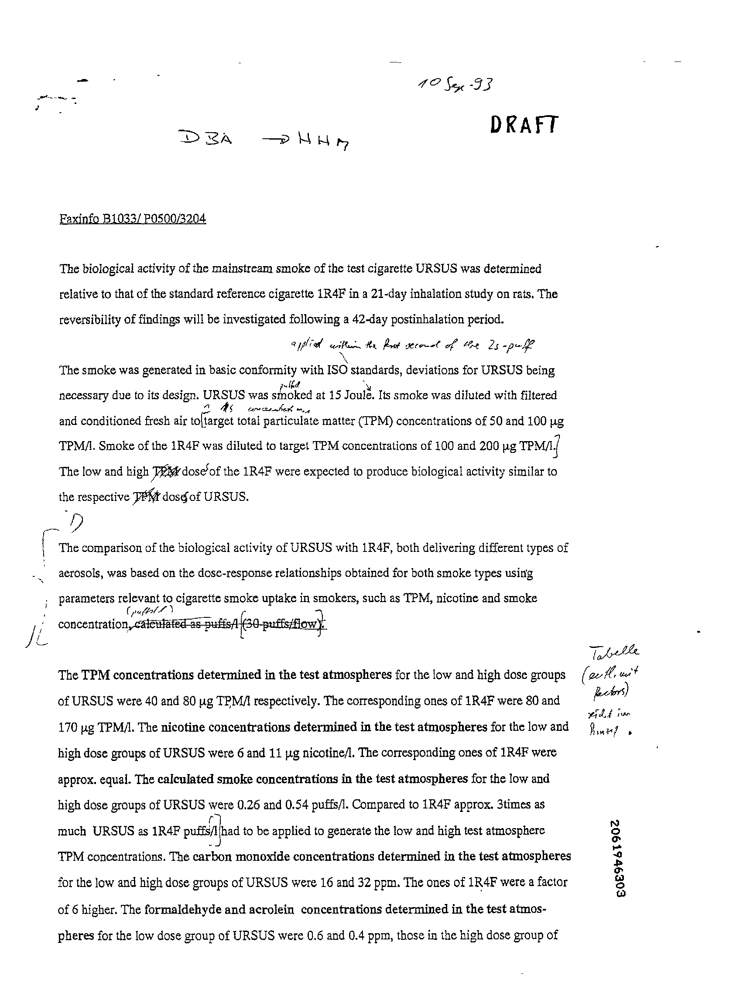 10 Sep-93
DRAFT
DBA → HHM
Faxinfo B1033/ P0500/3204
The biological activity of the mainstream smoke of the test cigarette URSUS was determined
relative to that of the standard reference cigarette 1R4F in a 21-day inhalation study on rats. The
reversibility of findings will be investigated following a 42-day postinhalation period.
applied within the first second of the 2s-puff
The smoke was generated in basic conformity with ISO standards, deviations for URSUS being
puffed
necessary due to its design. URSUS was smoked at 15 Joule. Its smoke was diluted with filtered
and conditioned fresh air to target total particulate matter (TPM) concentrations of 50 and 100 µg
TPM/l. Smoke of the 1R4F was diluted to target TPM concentrations of 100 and 200 µg TPM/l.
The low and high TPM dose of the 1R4F were expected to produce biological activity similar to
the respective TPM doses of URSUS.
The comparison of the biological activity of URSUS with 1R4F, both delivering different types of
aerosols, was based on the dose-response relationships obtained for both smoke types using
parameters relevant to cigarette smoke uptake in smokers, such as TPM, nicotine and smoke
(puffs/l)
concentration, calculated as puffs/l (30 puffs/flow).
Tabelle
The TPM concentrations determined in the test atmospheres for the low and high dose groups
of URSUS were 40 and 80 µg TPM/l respectively. The corresponding ones of 1R4F were 80 and
170 µg TPM/l. The nicotine concentrations determined in the test atmospheres for the low and
high dose groups of URSUS were 6 and 11 µg nicotine/l. The corresponding ones of 1R4F were
approx. equal. The calculated smoke concentrations in the test atmospheres for the low and
high dose groups of URSUS were 0.26 and 0.54 puffs/l. Compared to 1R4F approx. 3times as
much URSUS as 1R4F puffs/l had to be applied to generate the low and high test atmosphere
TPM concentrations. The carbon monoxide concentrations determined in the test atmospheres
for the low and high dose groups of URSUS were 16 and 32 ppm. The ones of 1R4F were a factor
of 6 higher. The formaldehyde and acrolein concentrations determined in the test atmos-
pheres for the low dose group of URSUS were 0.6 and 0.4 ppm, those in the high dose group of
2061946303